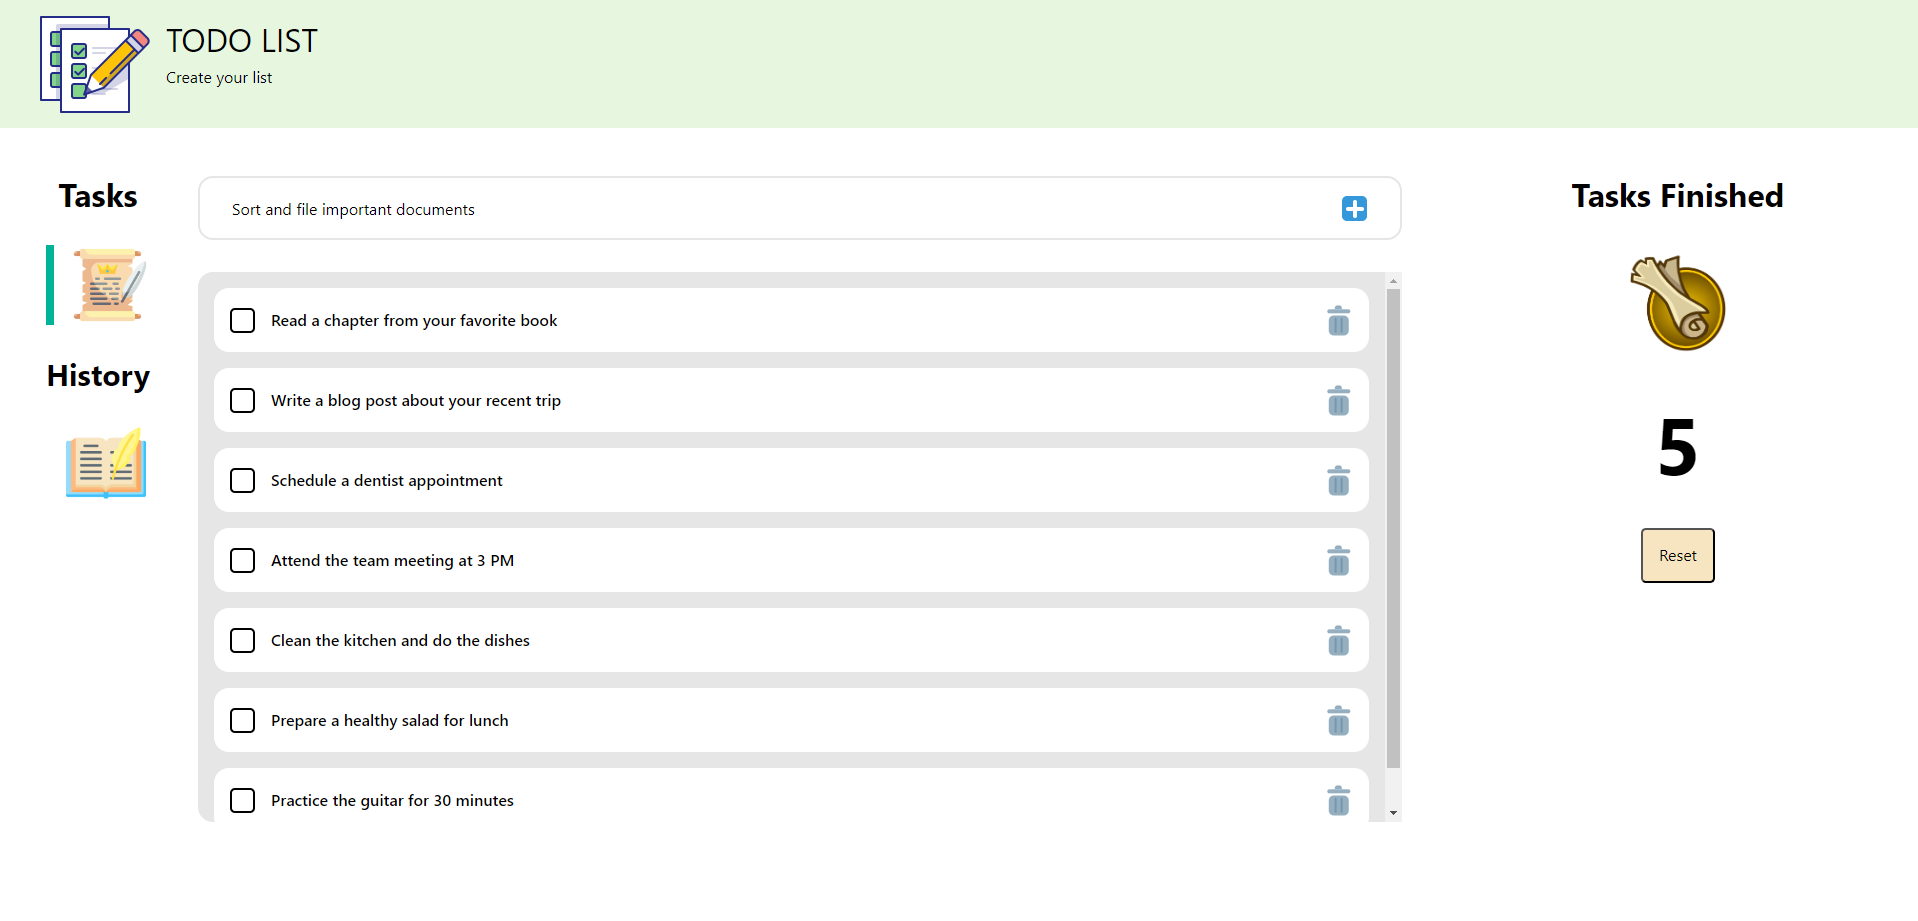 TODO LIST
Create your list
Tasks
History
Sort and file important documents
Read a chapter from your favorite book
Write a blog post about your recent trip
Schedule a dentist appointment
Attend the team meeting at 3 PM
Clean the kitchen and do the dishes
Prepare a healthy salad for lunch
Practice the guitar for 30 minutes
Tasks Finished
5
Reset